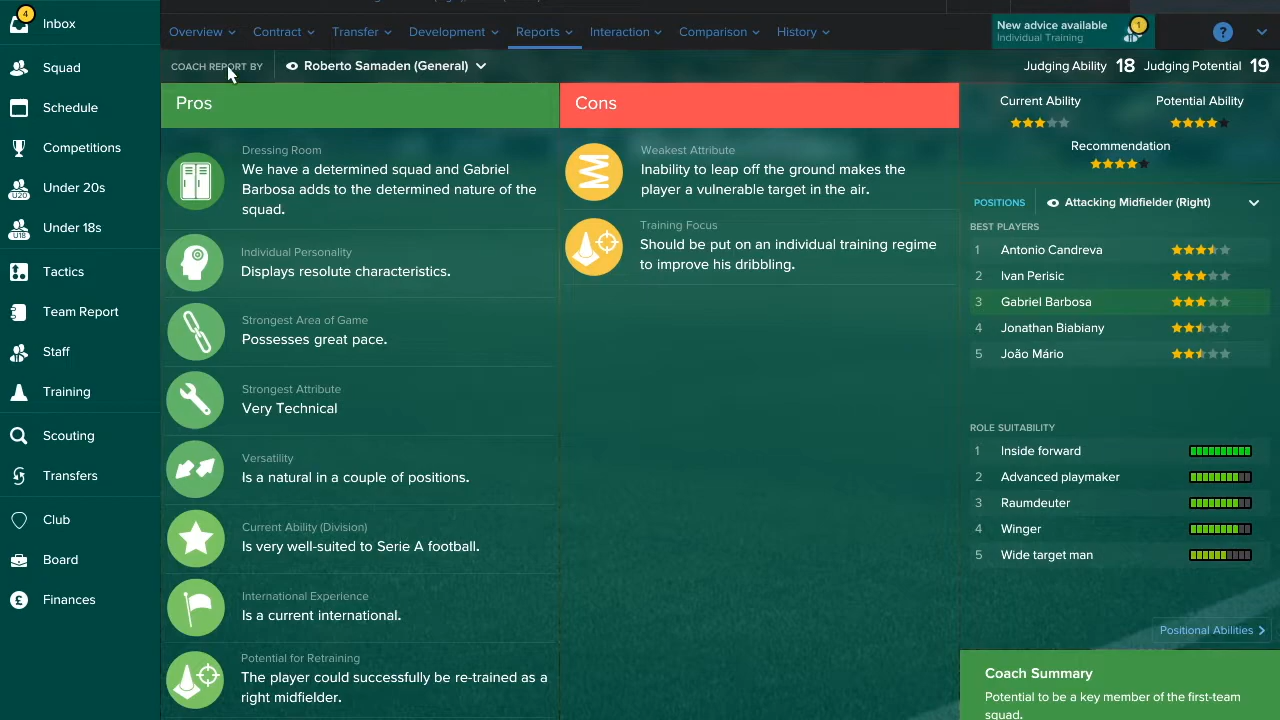 4
Inbox
Squad
Schedule
Competitions
U20
Under 20s
U18
Under 18s
Tactics
Team Report
Staff
Training
Scouting
Transfers
Club
Board
£
Finances
Overview
Contract
Transfer
Development
Reports
Interaction
Comparison
History
New advice available
Individual Training
1
?
COACH REPORT BY
Roberto Samaden (General)
Judging Ability 18 Judging Potential 19
Pros
Dressing Room
We have a determined squad and Gabriel
Barbosa adds to the determined nature of the
squad.
Individual Personality
Displays resolute characteristics.
Strongest Area of Game
Possesses great pace.
Strongest Attribute
Very Technical
Versatility
Is a natural in a couple of positions.
Current Ability (Division)
Is very well-suited to Serie A football.
International Experience
Is a current international.
Potential for Retraining
The player could successfully be re-trained as a
right midfielder.
Cons
Weakest Attribute
Inability to leap off the ground makes the
player a vulnerable target in the air.
Training Focus
Should be put on an individual training regime
to improve his dribbling.
Current Ability
Potential Ability
Recommendation
POSITIONS
Attacking Midfielder (Right)
BEST PLAYERS
1 Antonio Candreva
2 Ivan Perisic
3 Gabriel Barbosa
4 Jonathan Biabiany
5 João Mário
ROLE SUITABILITY
1 Inside forward
2 Advanced playmaker
3 Raumdeuter
4 Winger
5 Wide target man
Positional Abilities
Coach Summary
Potential to be a key member of the first-team
squad.